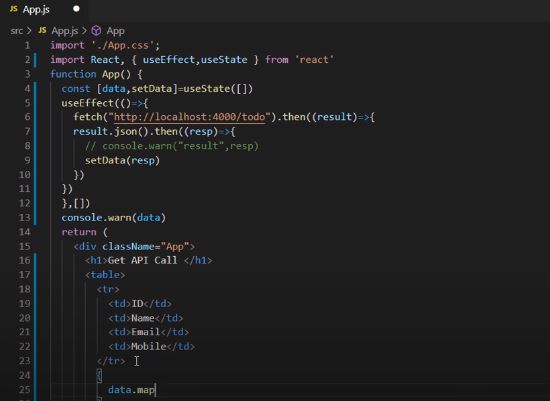 JS App.js
src > JS App.js > App
1 import './App.css';
2 import React, { useEffect,useState } from 'react'
3 function App() {
4 const [data,setData]=useState([])
5 useEffect(()=>{
6 fetch("http://localhost:4000/todo").then((result)=>{
7 result.json().then((resp)=>{
8 // console.warn("result",resp)
9 setData(resp)
10 })
11 })
12 },[])
13 console.warn(data)
14 return (
15 <div className="App">
16 <h1>Get API Call </h1>
17 <table>
18 <tr>
19 <td>ID</td>
20 <td>Name</td>
21 <td>Email</td>
22 <td>Mobile</td>
23 </tr>
24 {
25 data.map